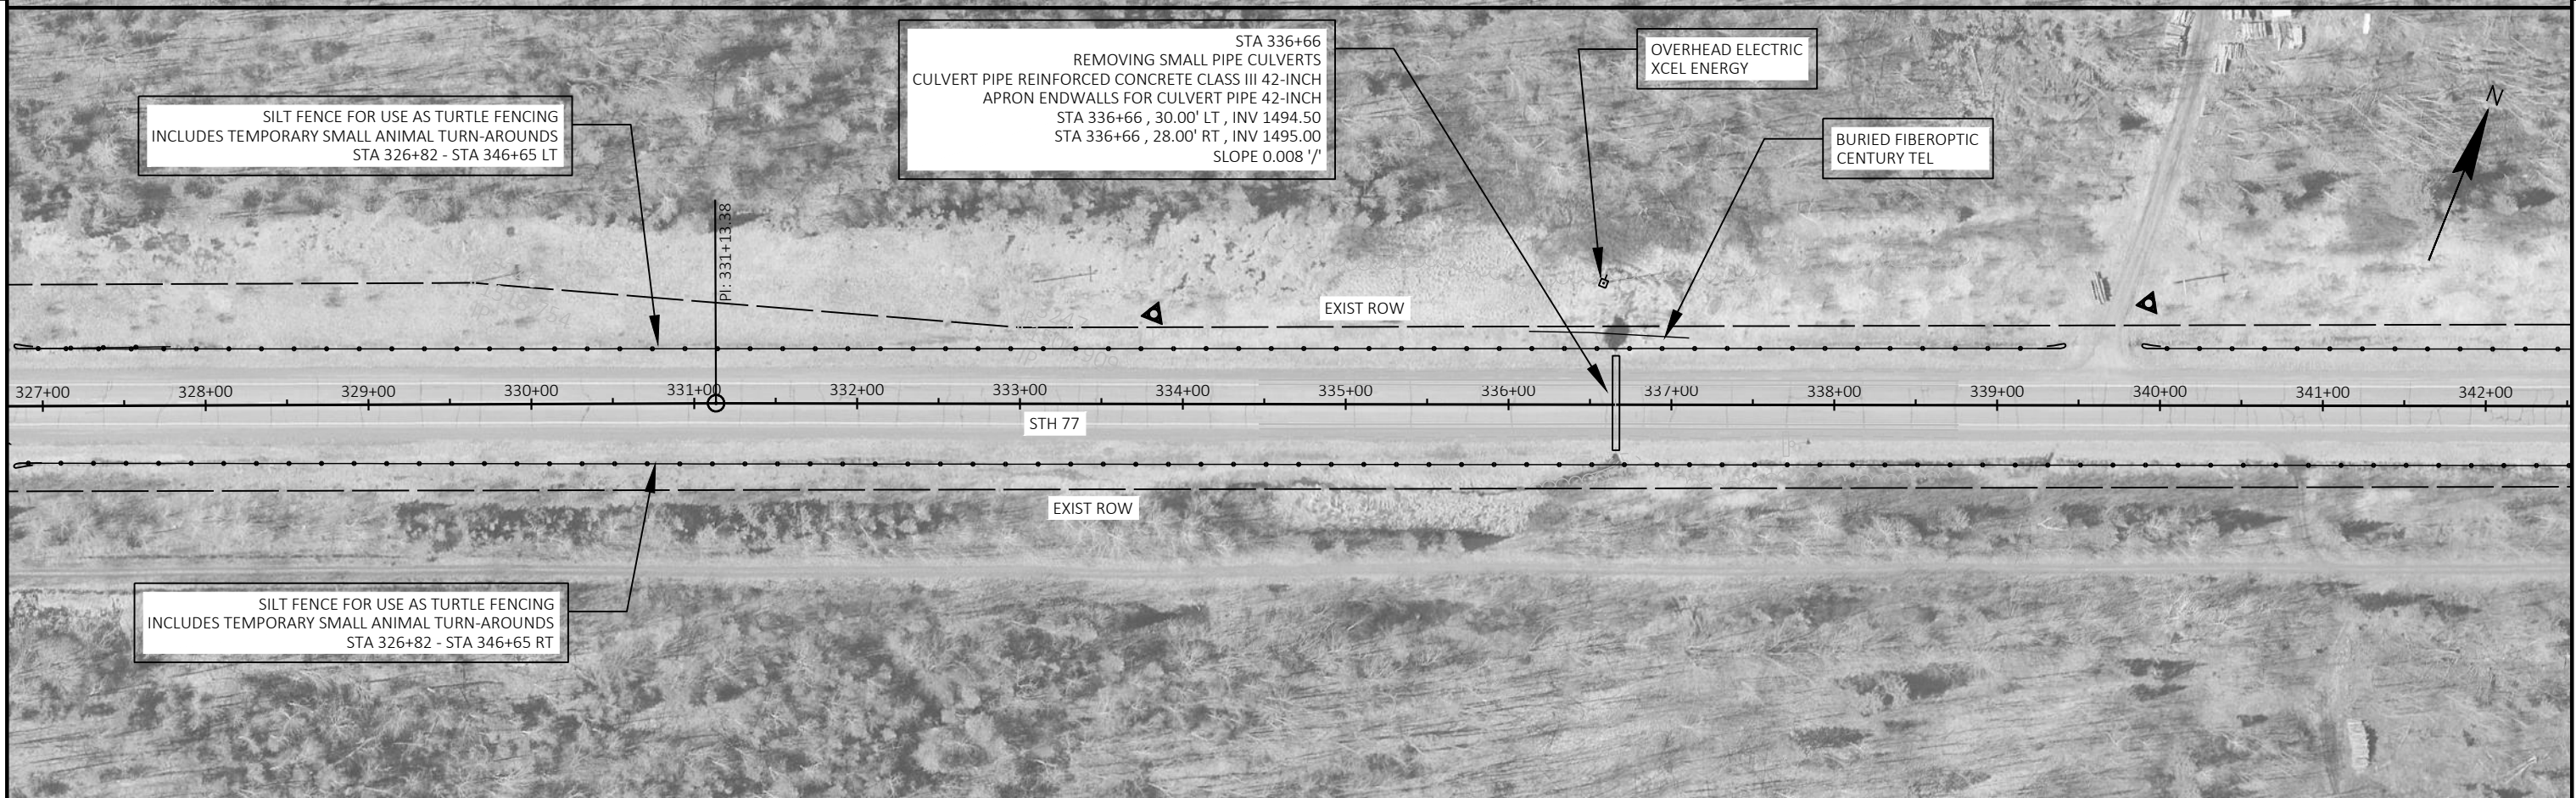 STA 336+66
REMOVING SMALL PIPE CULVERTS
CULVERT PIPE REINFORCED CONCRETE CLASS III 42-INCH
APRON ENDWALLS FOR CULVERT PIPE 42-INCH
STA 336+66 , 30.00' LT , INV 1494.50
STA 336+66 , 28.00' RT , INV 1495.00
SLOPE 0.008 '/'
OVERHEAD ELECTRIC
XCEL ENERGY
SILT FENCE FOR USE AS TURTLE FENCING
INCLUDES TEMPORARY SMALL ANIMAL TURN-AROUNDS
STA 326+82 - STA 346+65 LT
BURIED FIBEROPTIC
CENTURY TEL
N
PI: 331+13.38
EXIST ROW
327+00 328+00 329+00 330+00 331+00 332+00 333+00 334+00 335+00 336+00 337+00 338+00 339+00 340+00 341+00 342+00
STH 77
EXIST ROW
SILT FENCE FOR USE AS TURTLE FENCING
INCLUDES TEMPORARY SMALL ANIMAL TURN-AROUNDS
STA 326+82 - STA 346+65 RT